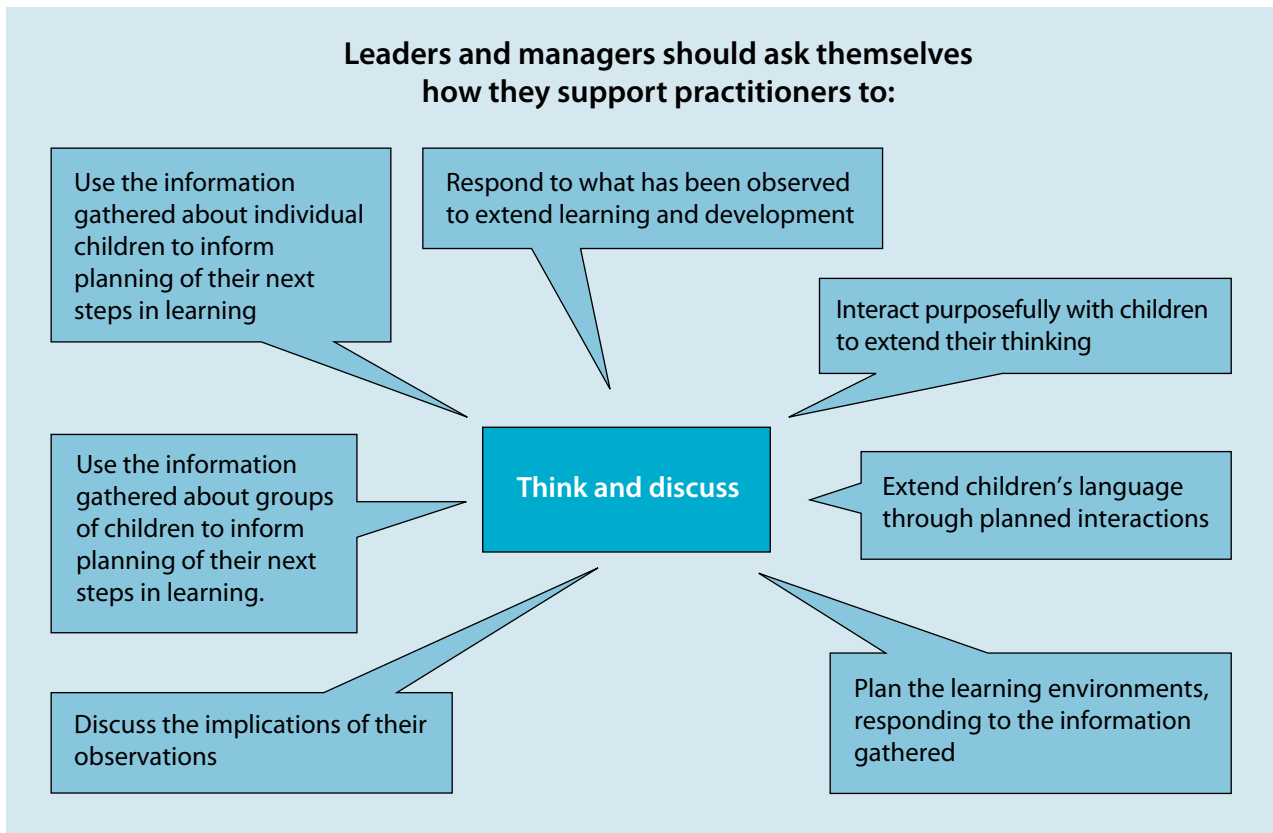 Leaders and managers should ask themselves
how they support practitioners to:
Use the information
gathered about individual
children to inform
planning of their next
steps in learning
Respond to what has been observed
to extend learning and development
Interact purposefully with children
to extend their thinking
Use the information
gathered about groups
of children to inform
planning of their next
steps in learning.
Think and discuss
Extend children’s language
through planned interactions
Discuss the implications of their
observations
Plan the learning environments,
responding to the information
gathered